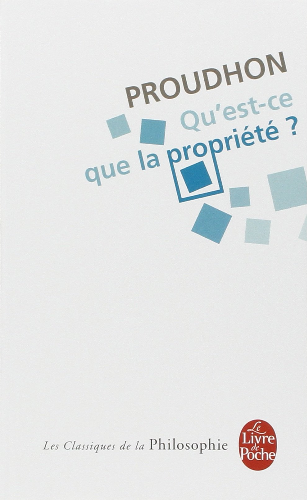 PROUDHON
Qu'est-ce
que la propriété ?
Les Classiques de la Philosophie
Le
Livre
de
Poche